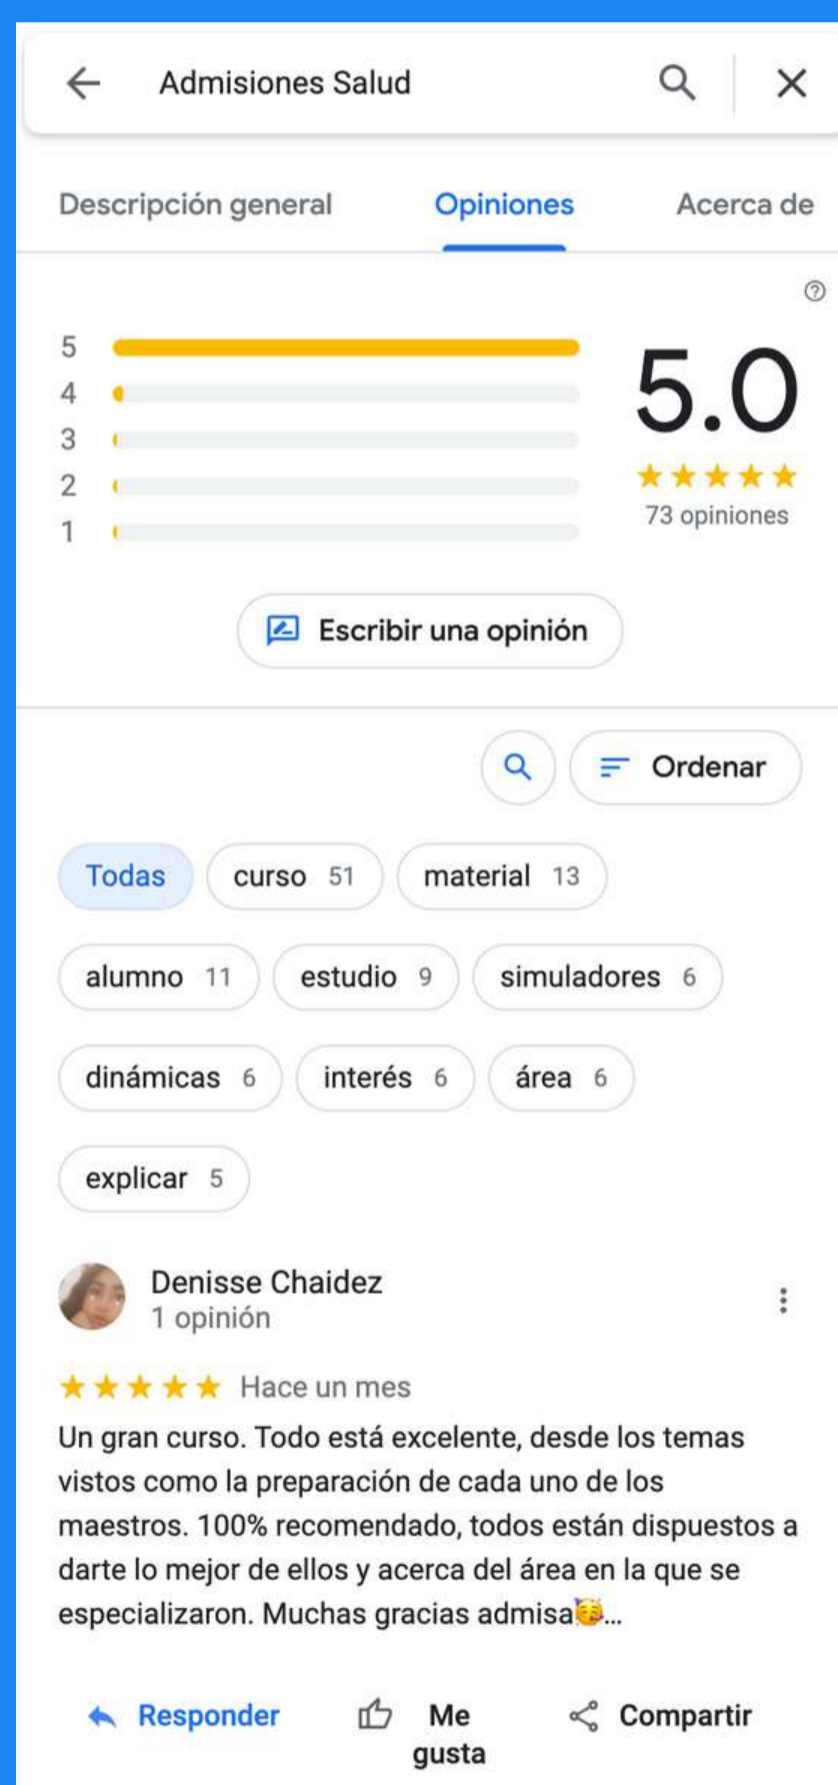 Admisiones Salud
Descripción general Opiniones Acerca de
5
4
3
2
1
5.0
73 opiniones
Escribir una opinión
Ordenar
Todas curso 51 material 13
alumno 11 estudio 9 simuladores 6
dinámicas 6 interés 6 área 6
explicar 5
Denisse Chaidez
1 opinión
Hace un mes
Un gran curso. Todo está excelente, desde los temas
vistos como la preparación de cada uno de los
maestros. 100% recomendado, todos están dispuestos a
darte lo mejor de ellos y acerca del área en la que se
especializaron. Muchas gracias admisa🥳...
Responder Me gusta Compartir